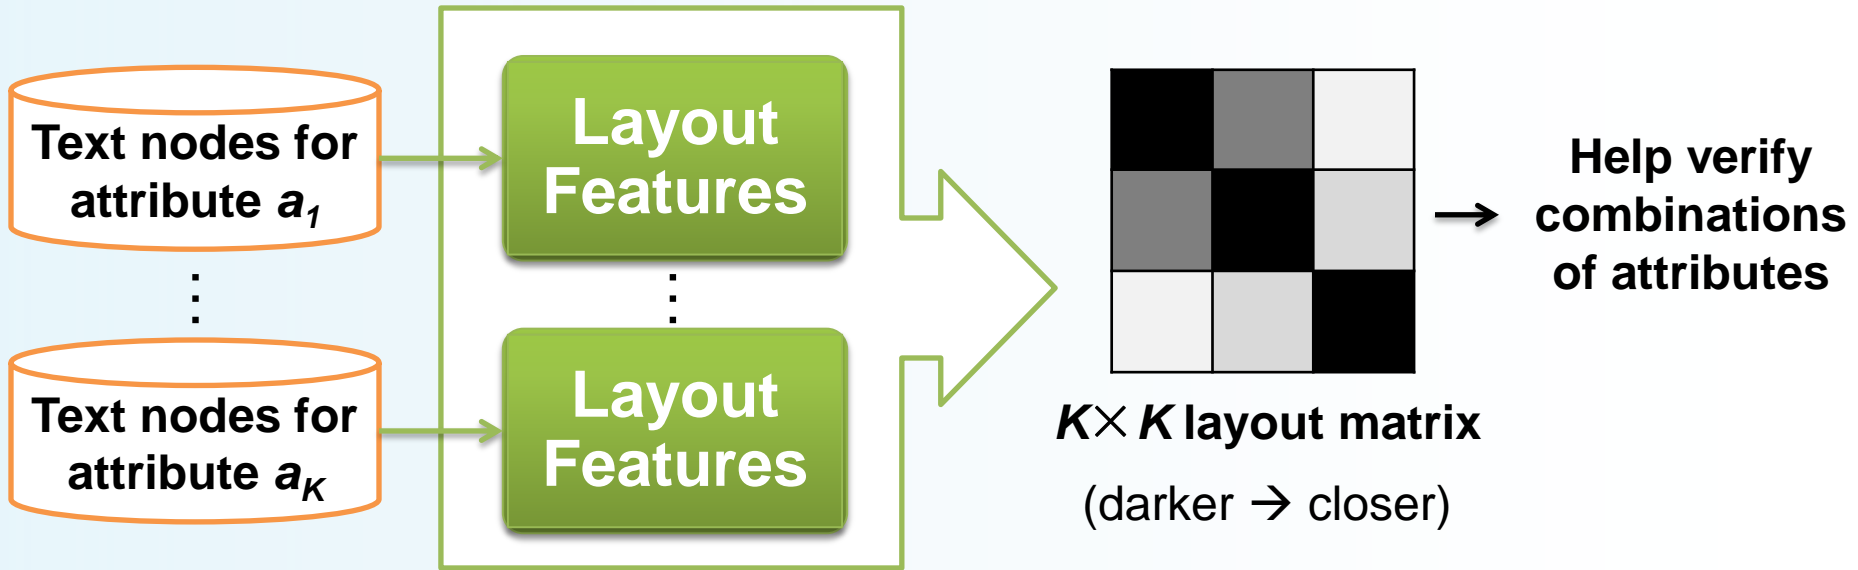 Text nodes for
attribute a1
Layout
Features
⋮
⋮
Text nodes for
attribute aK
Layout
Features
K× K layout matrix
(darker → closer)
Help verify
combinations
of attributes